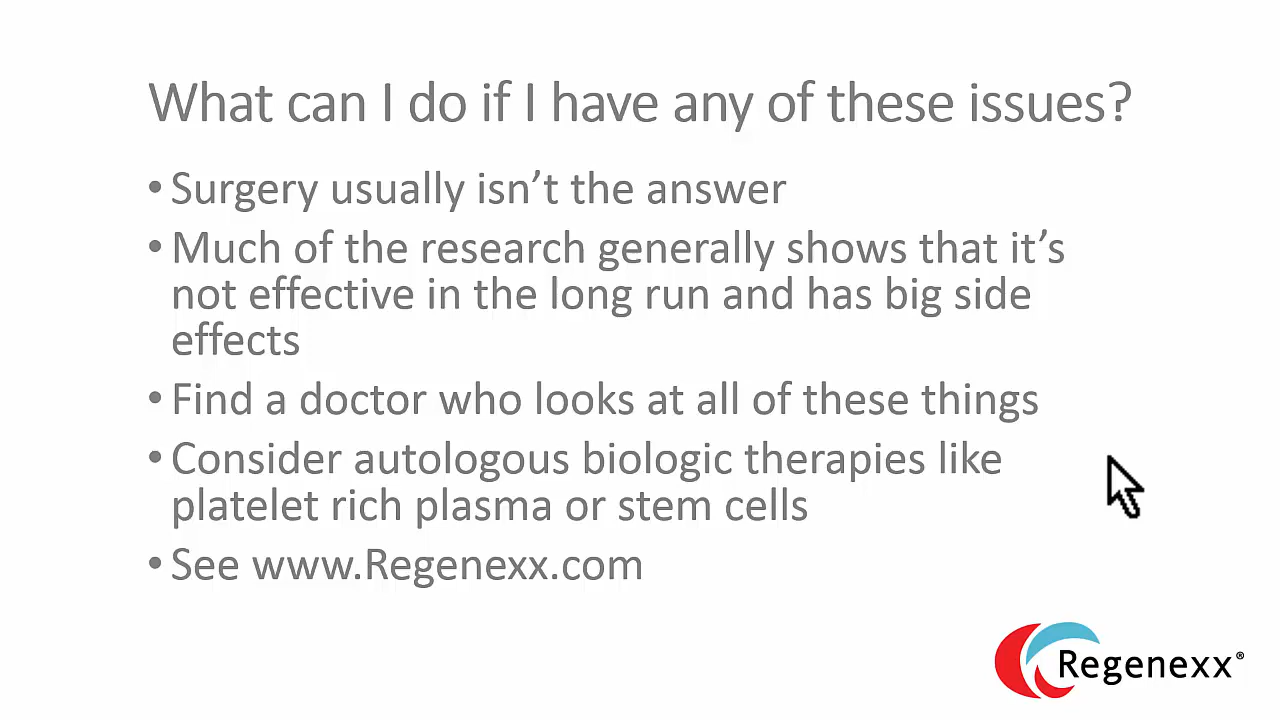 What can I do if I have any of these issues?
• Surgery usually isn’t the answer
• Much of the research generally shows that it’s
not effective in the long run and has big side
effects
• Find a doctor who looks at all of these things
• Consider autologous biologic therapies like
platelet rich plasma or stem cells
• See www.Regenexx.com
Regenexx®